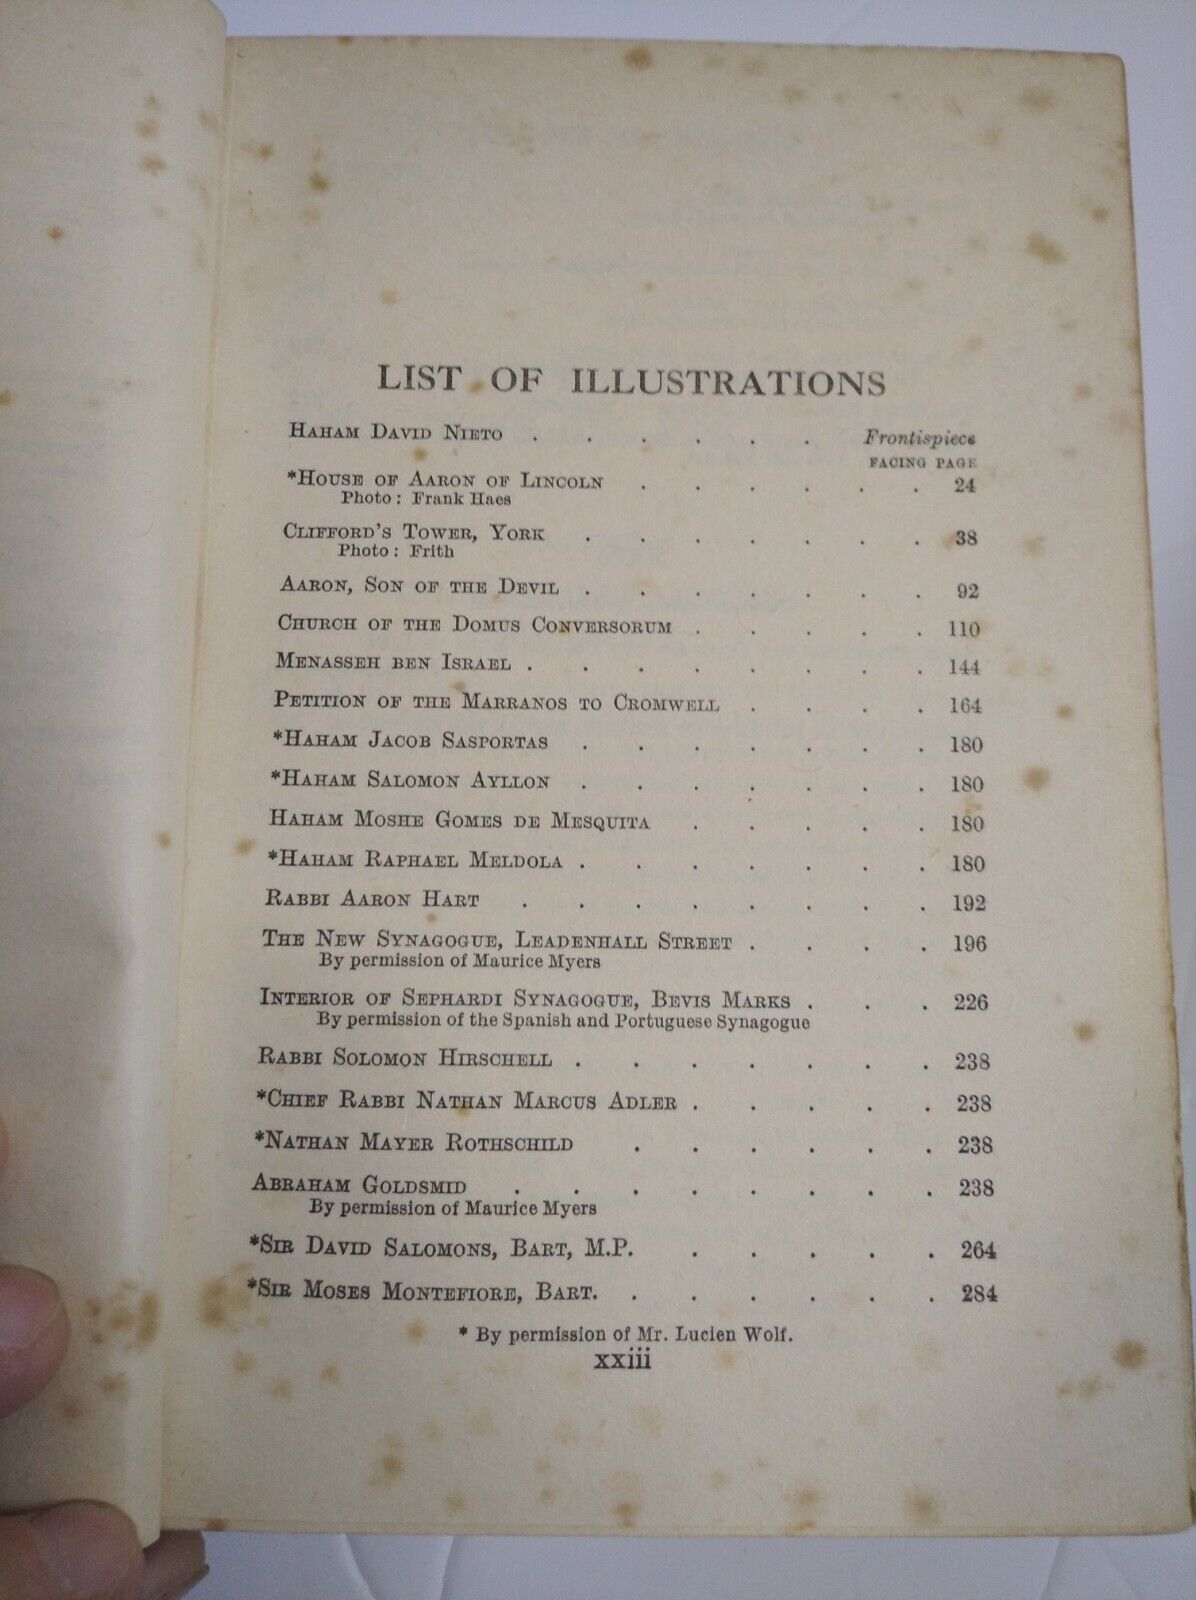 LIST OF ILLUSTRATIONS
HAHAM DAVID NIETO . . . . . . Frontispiece
FACING PAGE
*HOUSE OF AARON OF LINCOLN . . . . . . 24
Photo: Frank Haes
CLIFFORD'S TOWER, YORK . . . . . . . 38
Photo: Frith
AARON, SON OF THE DEVIL . . . . . . . 92
CHURCH OF THE DOMUS CONVERSORUM . . . . . 110
MENASSEH BEN ISRAEL . . . . . . . . 144
PETITION OF THE MARRANOS TO CROMWELL . . . . 164
*HAHAM JACOB SASPORTAS . . . . . . . 180
*HAHAM SALOMON AYLLON . . . . . . . 180
HAHAM MOSHE GOMES DE MESQUITA . . . . . 180
*HAHAM RAPHAEL MELDOLA . . . . . . . 180
RABBI AARON HART . . . . . . . . 192
THE NEW SYNAGOGUE, LEADENHALL STREET . . . . 196
By permission of Maurice Myers
INTERIOR OF SEPHARDI SYNAGOGUE, BEVIS MARKS . . . 226
By permission of the Spanish and Portuguese Synagogue
RABBI SOLOMON HIRSCHELL . . . . . . . 238
*CHIEF RABBI NATHAN MARCUS ADLER . . . . . 238
*NATHAN MAYER ROTHSCHILD . . . . . . 238
ABRAHAM GOLDSMID . . . . . . . . 238
By permission of Maurice Myers
*SIR DAVID SALOMONS, BART, M.P. . . . . . 264
*SIR MOSES MONTEFIORE, BART. . . . . . . 284
* By permission of Mr. Lucien Wolf.
xxiii